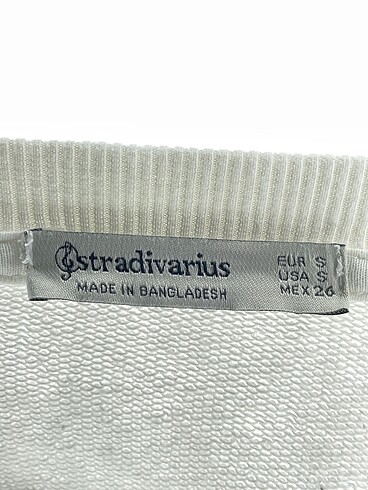 stradivarius
MADE IN BANGLADESH
EUR S
USA S
MEX 26